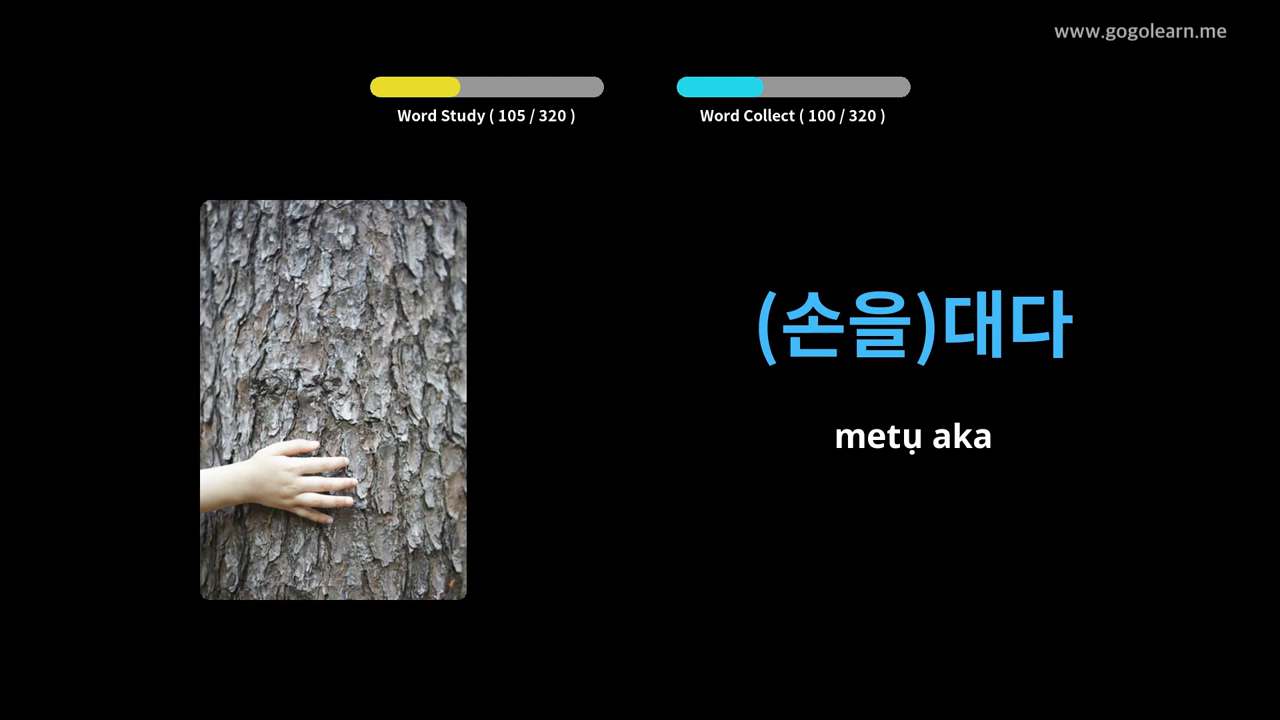 www.gogolearn.me
Word Study ( 105 / 320 )
Word Collect ( 100 / 320 )
(손을)대다
metụ aka